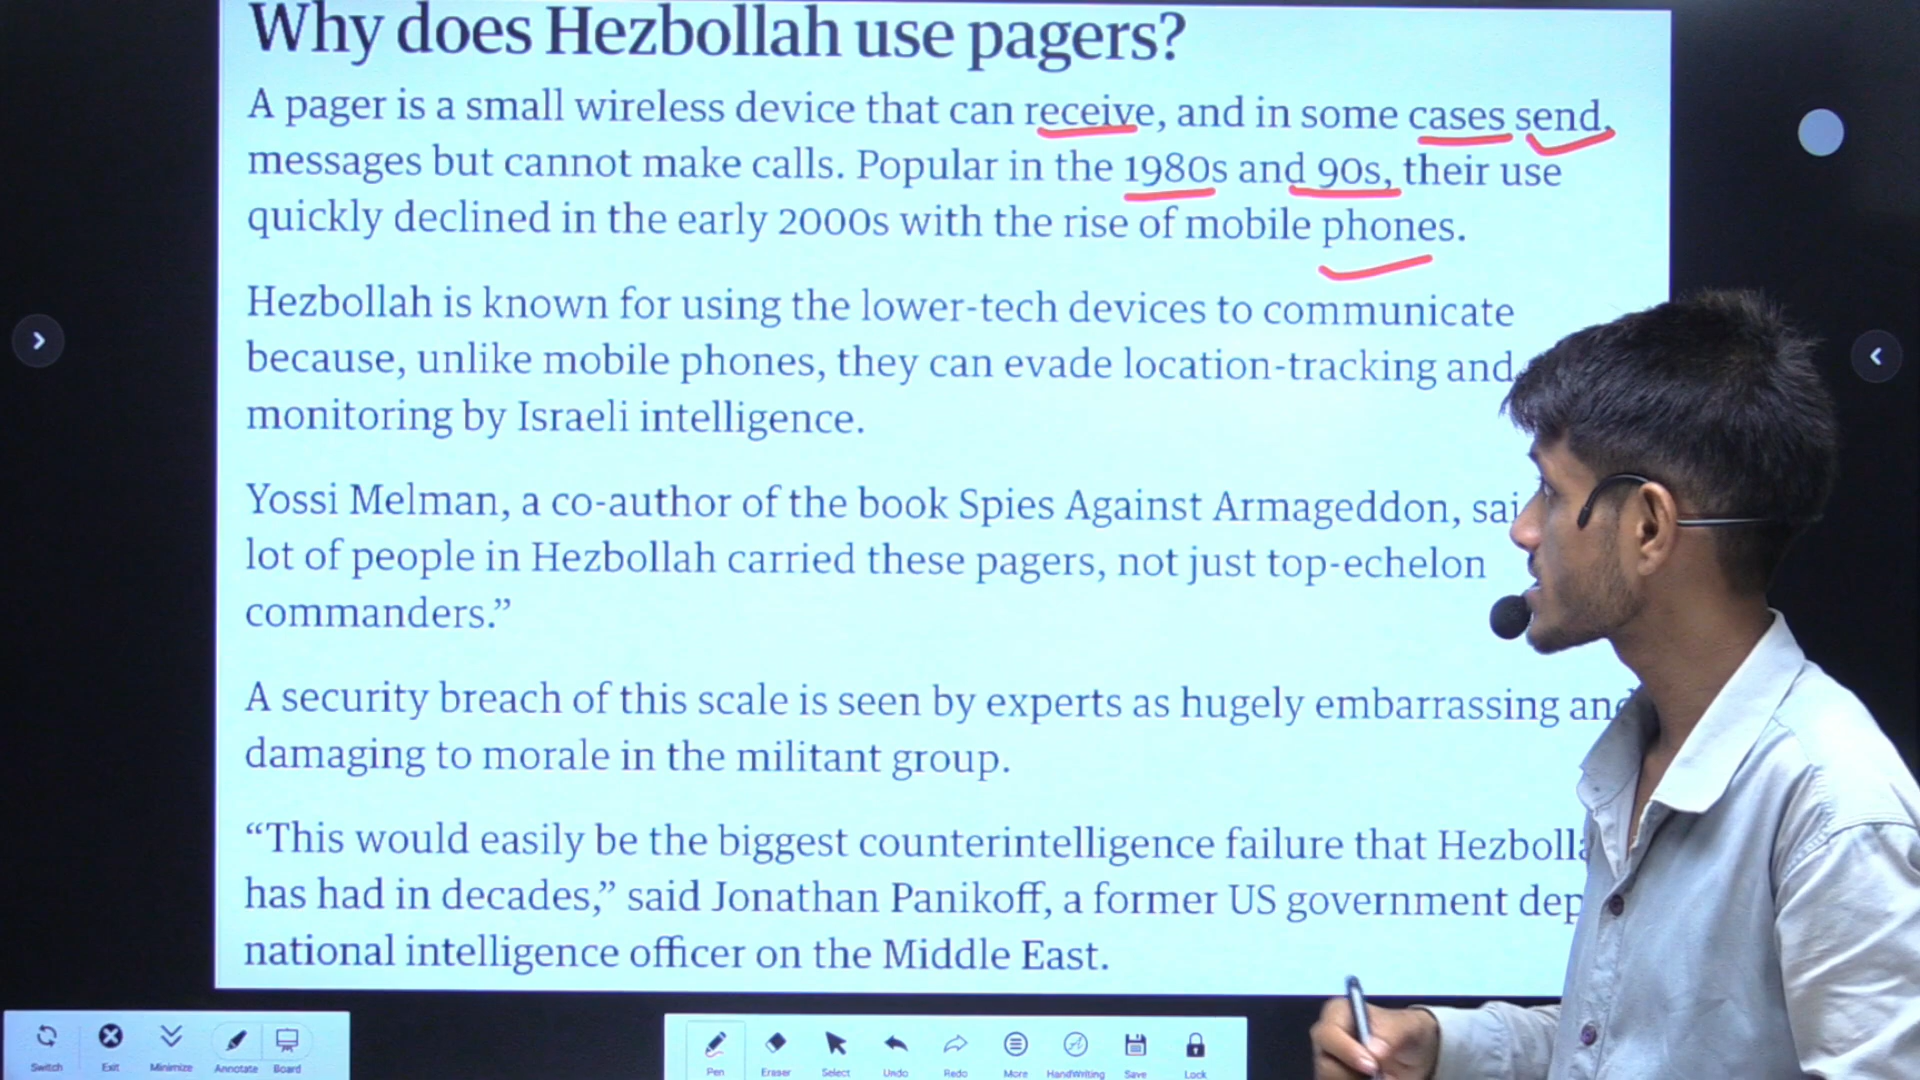 Why does Hezbollah use pagers?
A pager is a small wireless device that can receive, and in some cases send,
messages but cannot make calls. Popular in the 1980s and 90s, their use
quickly declined in the early 2000s with the rise of mobile phones.
Hezbollah is known for using the lower-tech devices to communicate
because, unlike mobile phones, they can evade location-tracking and
monitoring by Israeli intelligence.
Yossi Melman, a co-author of the book Spies Against Armageddon,
lot of people in Hezbollah carried these pagers, not just top-echelon
commanders.”
A security breach of this scale is seen by experts as hugely embarrassing and
damaging to morale in the militant group.
“This would easily be the biggest counterintelligence failure that
has had in decades,” said Jonathan Panikoff, a former US government
national intelligence officer on the Middle East.
Switch Exit Minimize Annotate Board Pen Eraser Select Undo Redo More HandWriting Save Lock